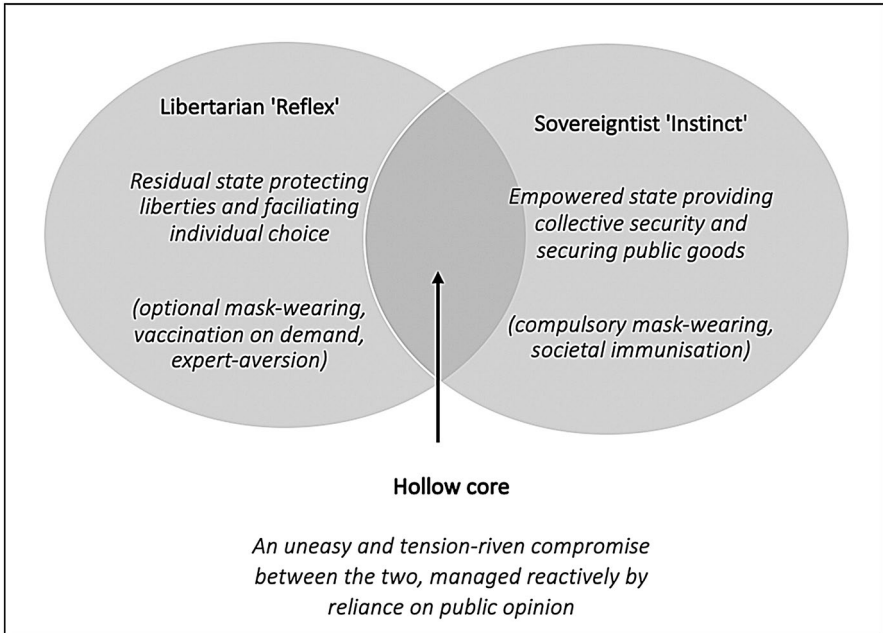 Libertarian 'Reflex'
Residual state protecting
liberties and faciliating
individual choice
(optional mask-wearing,
vaccination on demand,
expert-aversion)
Sovereigntist 'Instinct'
Empowered state providing
collective security and
securing public goods
(compulsory mask-wearing,
societal immunisation)
Hollow core
An uneasy and tension-riven compromise
between the two, managed reactively by
reliance on public opinion